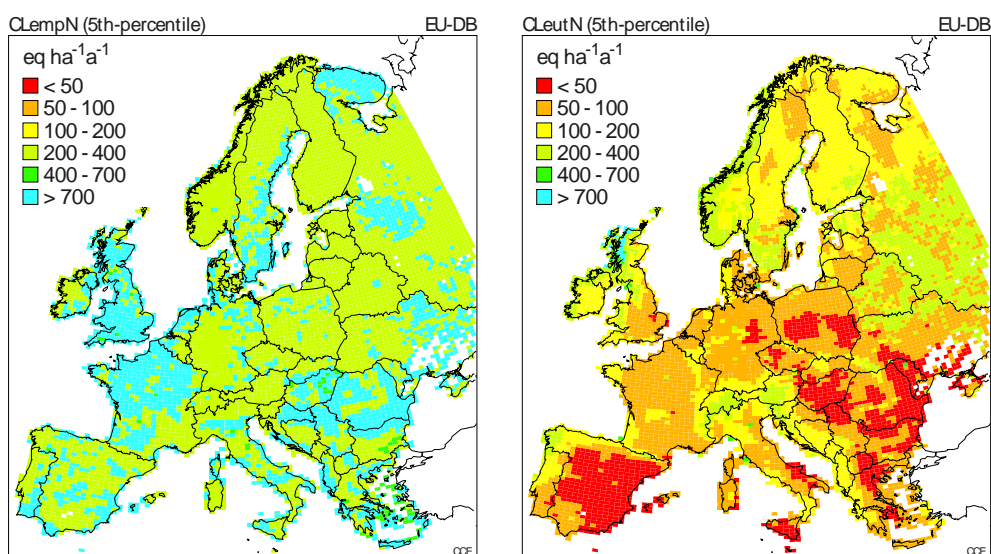 CLempN (5th-percentile) EU-DB
eq ha⁻¹a⁻¹
< 50
50 - 100
100 - 200
200 - 400
400 - 700
> 700
CCE
CLeutN (5th-percentile) EU-DB
eq ha⁻¹a⁻¹
< 50
50 - 100
100 - 200
200 - 400
400 - 700
> 700
CCE